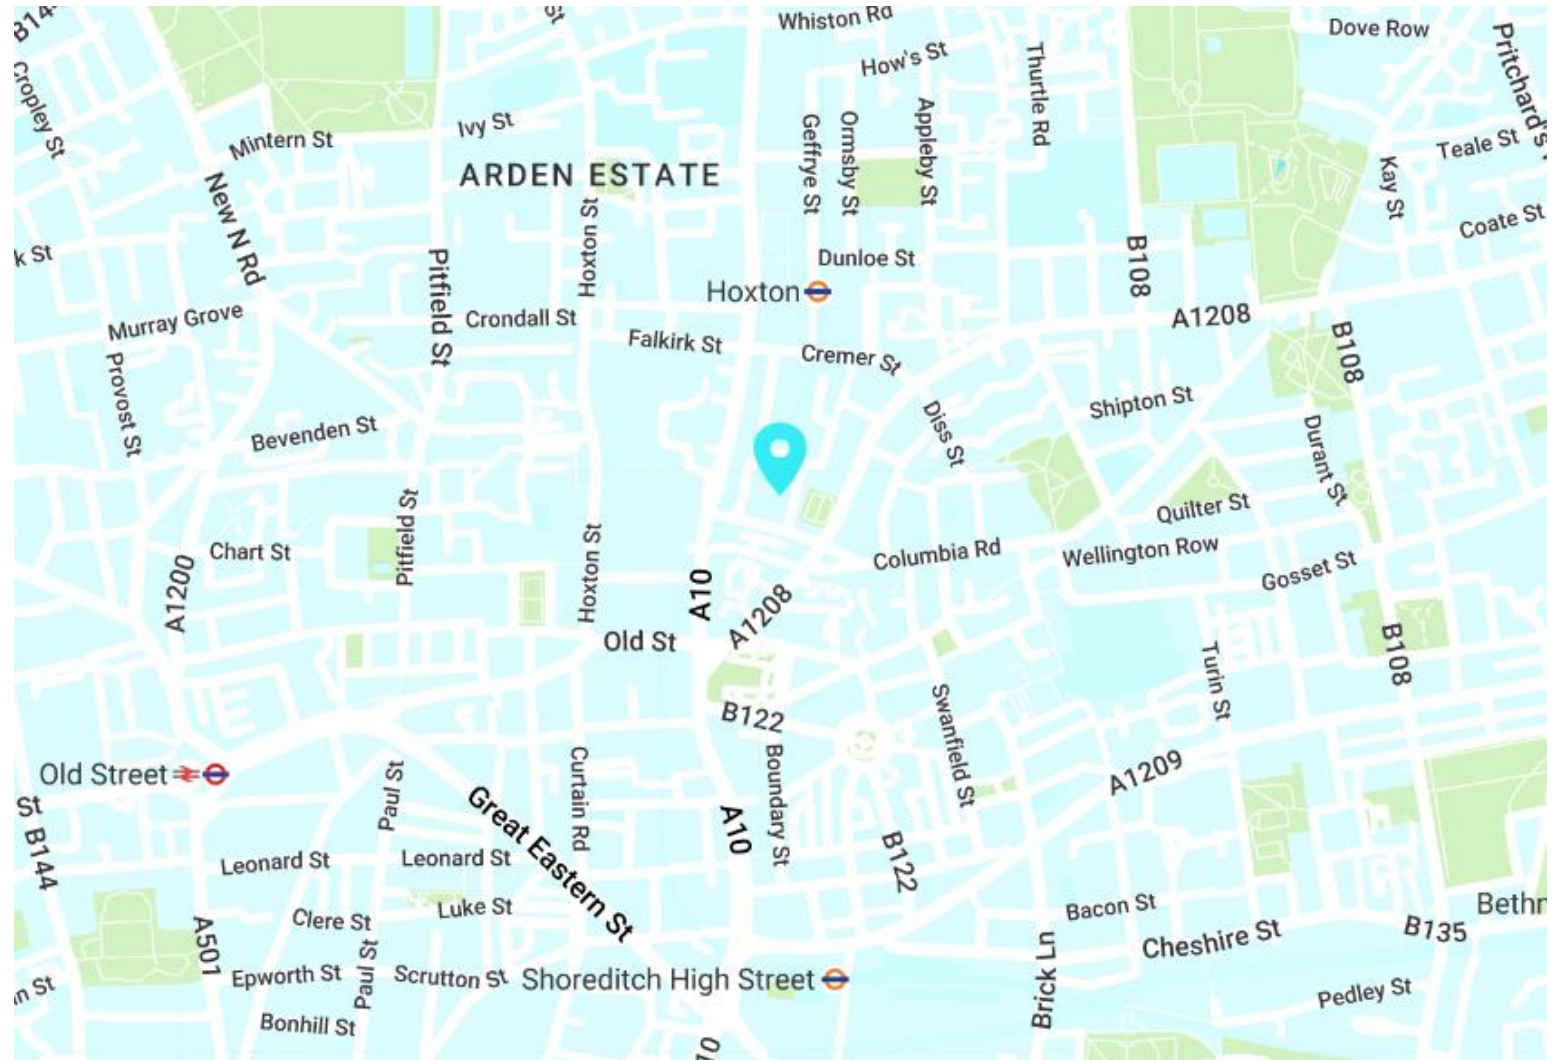 B14
St
Whiston Rd
Dove Row
Pritchard's
How's St
Cropley St
Thurtle Rd
Mintern St
Ivy St
Geffrye St
Ormsby St
Appleby St
Teale St
ARDEN ESTATE
Kay St
New N Rd
Hoxton St
Coate St
k St
Pitfield St
Dunloe St
B108
Hoxton
Murray Grove
Crondall St
A1208
Falkirk St
Cremer St
B108
Provost St
Shipton St
Bevenden St
Diss St
Durant St
Pitfield St
Quilter St
Chart St
Hoxton St
Columbia Rd
Wellington Row
Gosset St
A1200
A10
A1208
Old St
B108
Turin St
Swanfield St
B122
Old Street
Curtain Rd
Boundary St
A1209
St
Paul St
Great Eastern St
A10
B144
Leonard St
Leonard St
B122
Luke St
Bacon St
Bethn
Clere St
B135
A501
Cheshire St
Paul St
Brick Ln
n St
Epworth St
Scrutton St
Shoreditch High Street
Pedley St
Bonhill St
10